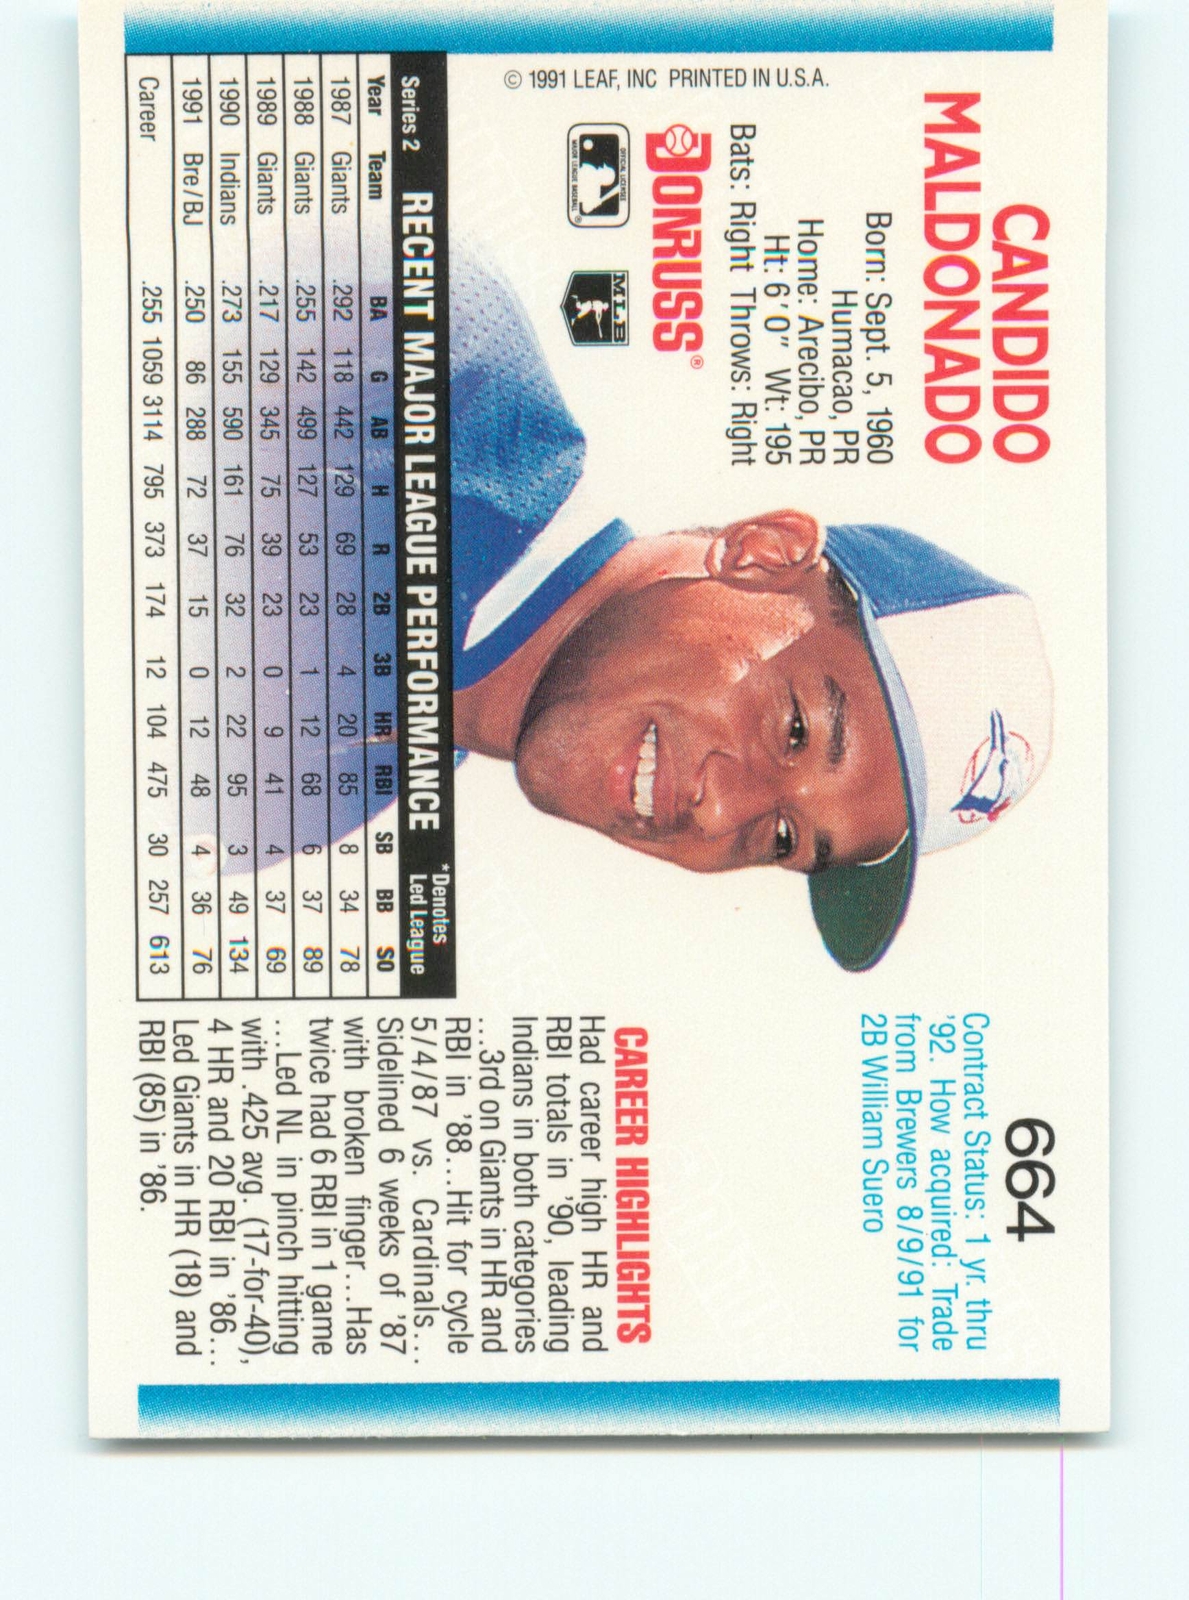 CANDIDO
MALDONADO
Born: Sept. 5, 1960
Humacao, PR
Home: Arecibo, PR
Ht: 6'0" Wt: 195
Bats: Right Throws: Right
DONRUSS®
OFFICIAL LICENSEE
MAJOR LEAGUE BASEBALL®
MLB
© 1991 LEAF, INC PRINTED IN U.S.A.
664
Contract Status: 1 yr. thru
'92. How acquired: Trade
from Brewers 8/9/91 for
2B William Suero
Series 2 RECENT MAJOR LEAGUE PERFORMANCE *Denotes
Led League
Year Team BA G AB H R 2B 3B HR RBI SB BB SO
1987 Giants .292 118 442 129 69 28 4 20 85 8 34 78
1988 Giants .255 142 499 127 53 23 1 12 68 6 37 89
1989 Giants .217 129 345 75 39 23 0 9 41 4 37 69
1990 Indians .273 155 590 161 76 32 2 22 95 3 49 134
1991 Bre/BJ .250 86 288 72 37 15 0 12 48 4 36 76
Career .255 1059 3114 795 373 174 12 104 475 30 257 613
CAREER HIGHLIGHTS
Had career high HR and
RBI totals in '90, leading
Indians in both categories
...3rd on Giants in HR and
RBI in '88...Hit for cycle
5/4/87 vs. Cardinals...
Sidelined 6 weeks of '87
with broken finger...Has
twice had 6 RBI in 1 game
...Led NL in pinch hitting
with .425 avg. (17-for-40),
4 HR and 20 RBI in '86...
Led Giants in HR (18) and
RBI (85) in '86.